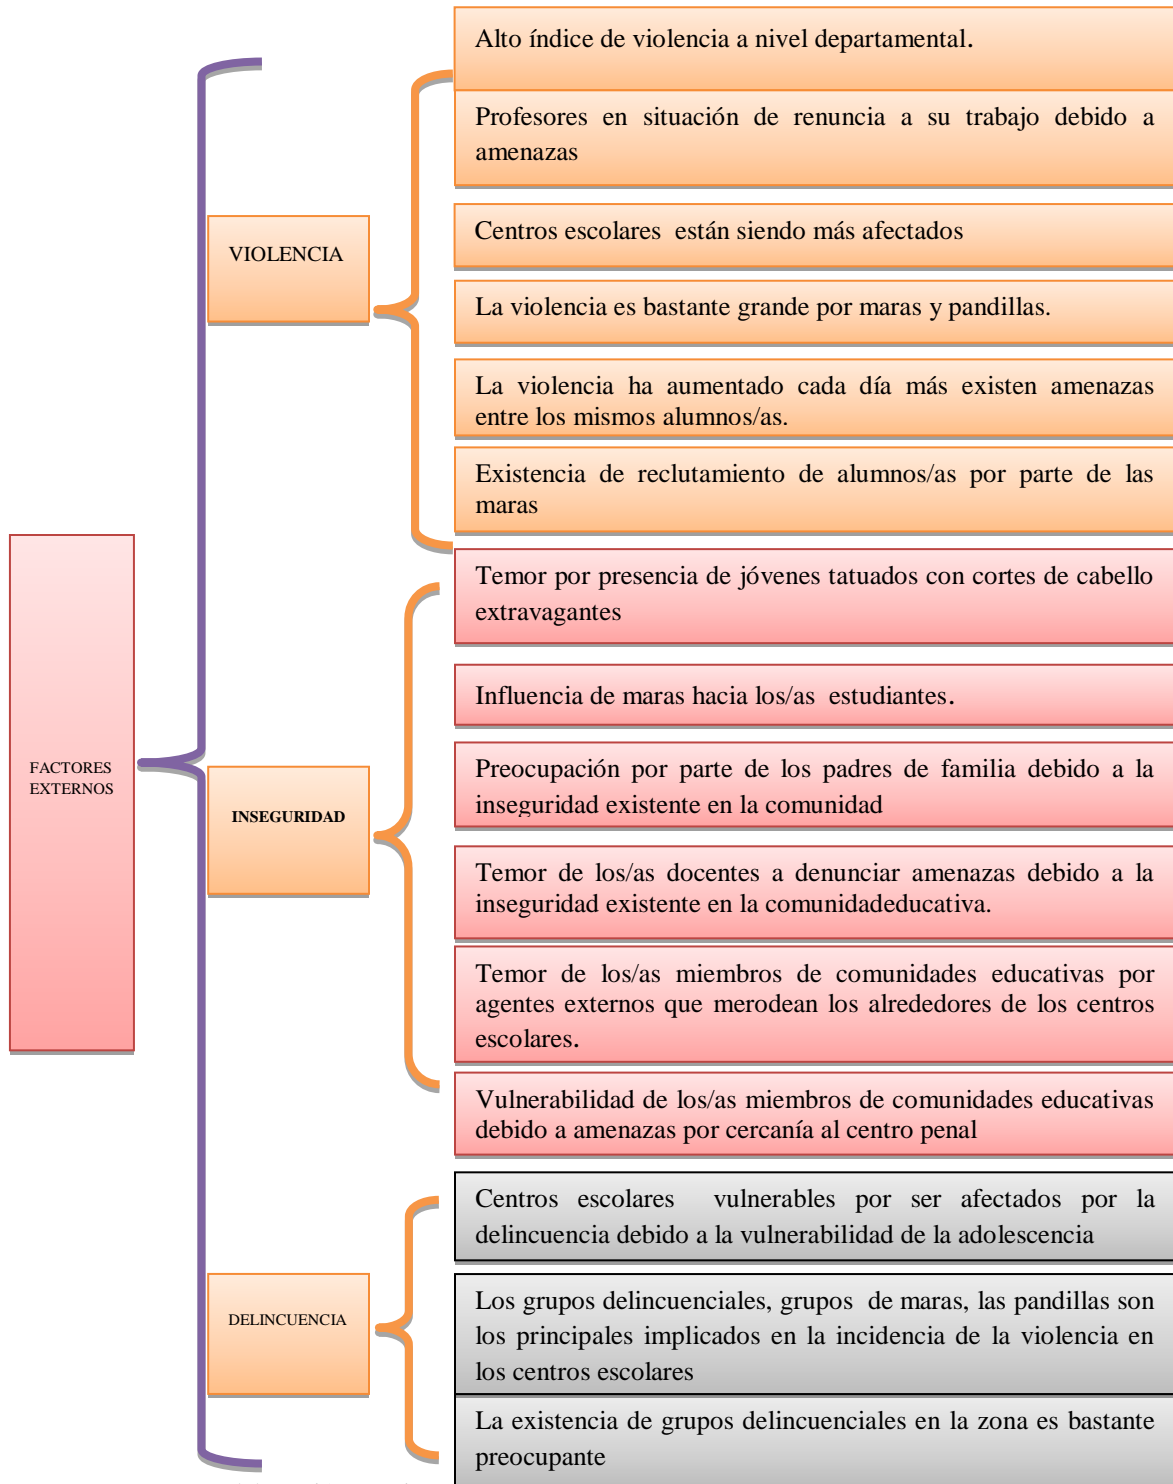 Alto índice de violencia a nivel departamental.
Profesores en situación de renuncia a su trabajo debido a
amenazas
VIOLENCIA
Centros escolares están siendo más afectados
La violencia es bastante grande por maras y pandillas.
La violencia ha aumentado cada día más existen amenazas
entre los mismos alumnos/as.
Existencia de reclutamiento de alumnos/as por parte de las
maras
FACTORES
EXTERNOS
INSEGURIDAD
Temor por presencia de jóvenes tatuados con cortes de cabello
extravagantes
Influencia de maras hacia los/as estudiantes.
Preocupación por parte de los padres de familia debido a la
inseguridad existente en la comunidad
Temor de los/as docentes a denunciar amenazas debido a la
inseguridad existente en la comunidadeducativa.
Temor de los/as miembros de comunidades educativas por
agentes externos que merodean los alrededores de los centros
escolares.
Vulnerabilidad de los/as miembros de comunidades educativas
debido a amenazas por cercanía al centro penal
DELINCUENCIA
Centros escolares vulnerables por ser afectados por la
delincuencia debido a la vulnerabilidad de la adolescencia
Los grupos delincuenciales, grupos de maras, las pandillas son
los principales implicados en la incidencia de la violencia en
los centros escolares
La existencia de grupos delincuenciales en la zona es bastante
preocupante